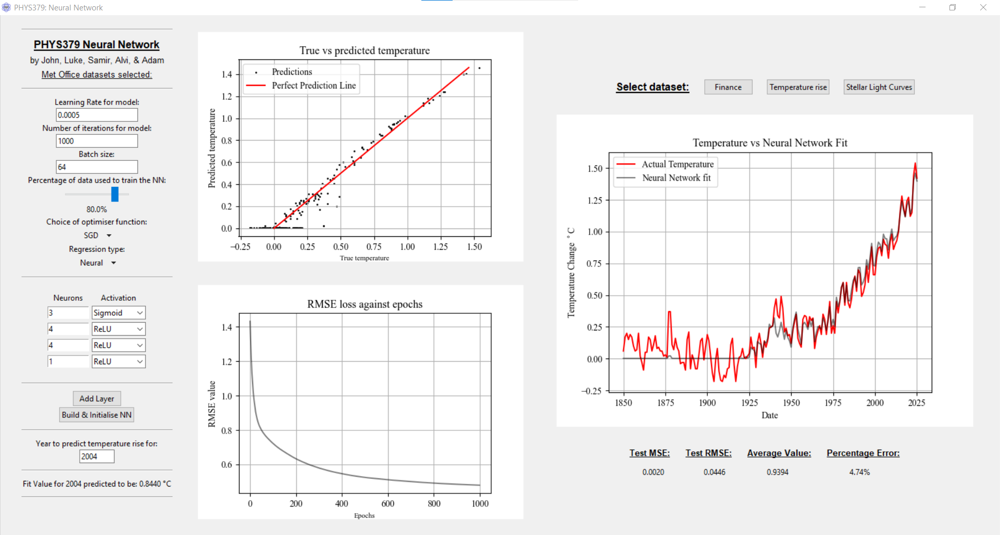 PHYS379: Neural Network
PHYS379 Neural Network
by John, Luke, Samir, Alvi, & Adam
Met Office datasets selected:
Learning Rate for model:
0.0005
Number of iterations for model:
1000
Batch size:
64
Percentage of data used to train the NN:
80.0%
Choice of optimiser function:
SGD
Regression type:
Neural
Neurons Activation
3 Sigmoid
4 ReLU
4 ReLU
1 ReLU
Add Layer
Build & Initialise NN
Year to predict temperature rise for:
2004
Fit Value for 2004 predicted to be: 0.8440 °C
True vs predicted temperature
Predictions
Perfect Prediction Line
Predicted temperature
1.4
1.2
1.0
0.8
0.6
0.4
0.2
0.0
−0.25 0.00 0.25 0.50 0.75 1.00 1.25 1.50
True temperature
RMSE loss against epochs
RMSE value
1.4
1.2
1.0
0.8
0.6
0 200 400 600 800 1000
Epochs
Select dataset: Finance Temperature rise Stellar Light Curves
Temperature vs Neural Network Fit
Actual Temperature
Neural Network fit
Temperature Change °C
1.50
1.25
1.00
0.75
0.50
0.25
0.00
−0.25
1850 1875 1900 1925 1950 1975 2000 2025
Date
Test MSE: Test RMSE: Average Value: Percentage Error:
0.0020 0.0446 0.9394 4.74%